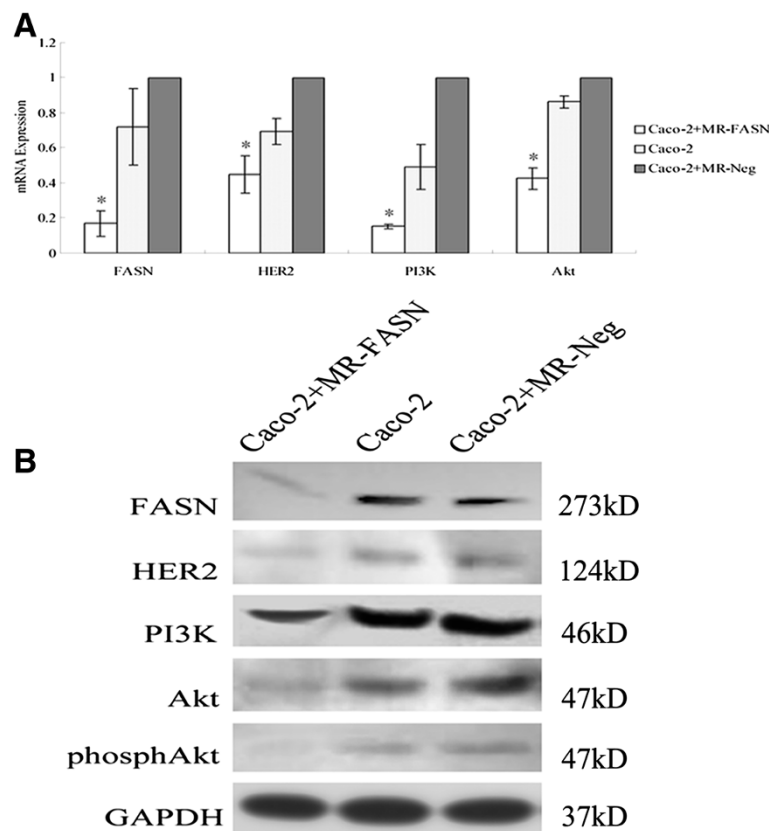 A
1.2
1
0.8
0.6
0.4
0.2
0
mRNA Expression
*
*
*
*
FASN
HER2
PI3K
Akt
Caco-2+MR-FASN
Caco-2
Caco-2+MR-Neg
B
Caco-2+MR-FASN
Caco-2
Caco-2+MR-Neg
FASN 273kD
HER2 124kD
PI3K 46kD
Akt 47kD
phosphAkt 47kD
GAPDH 37kD